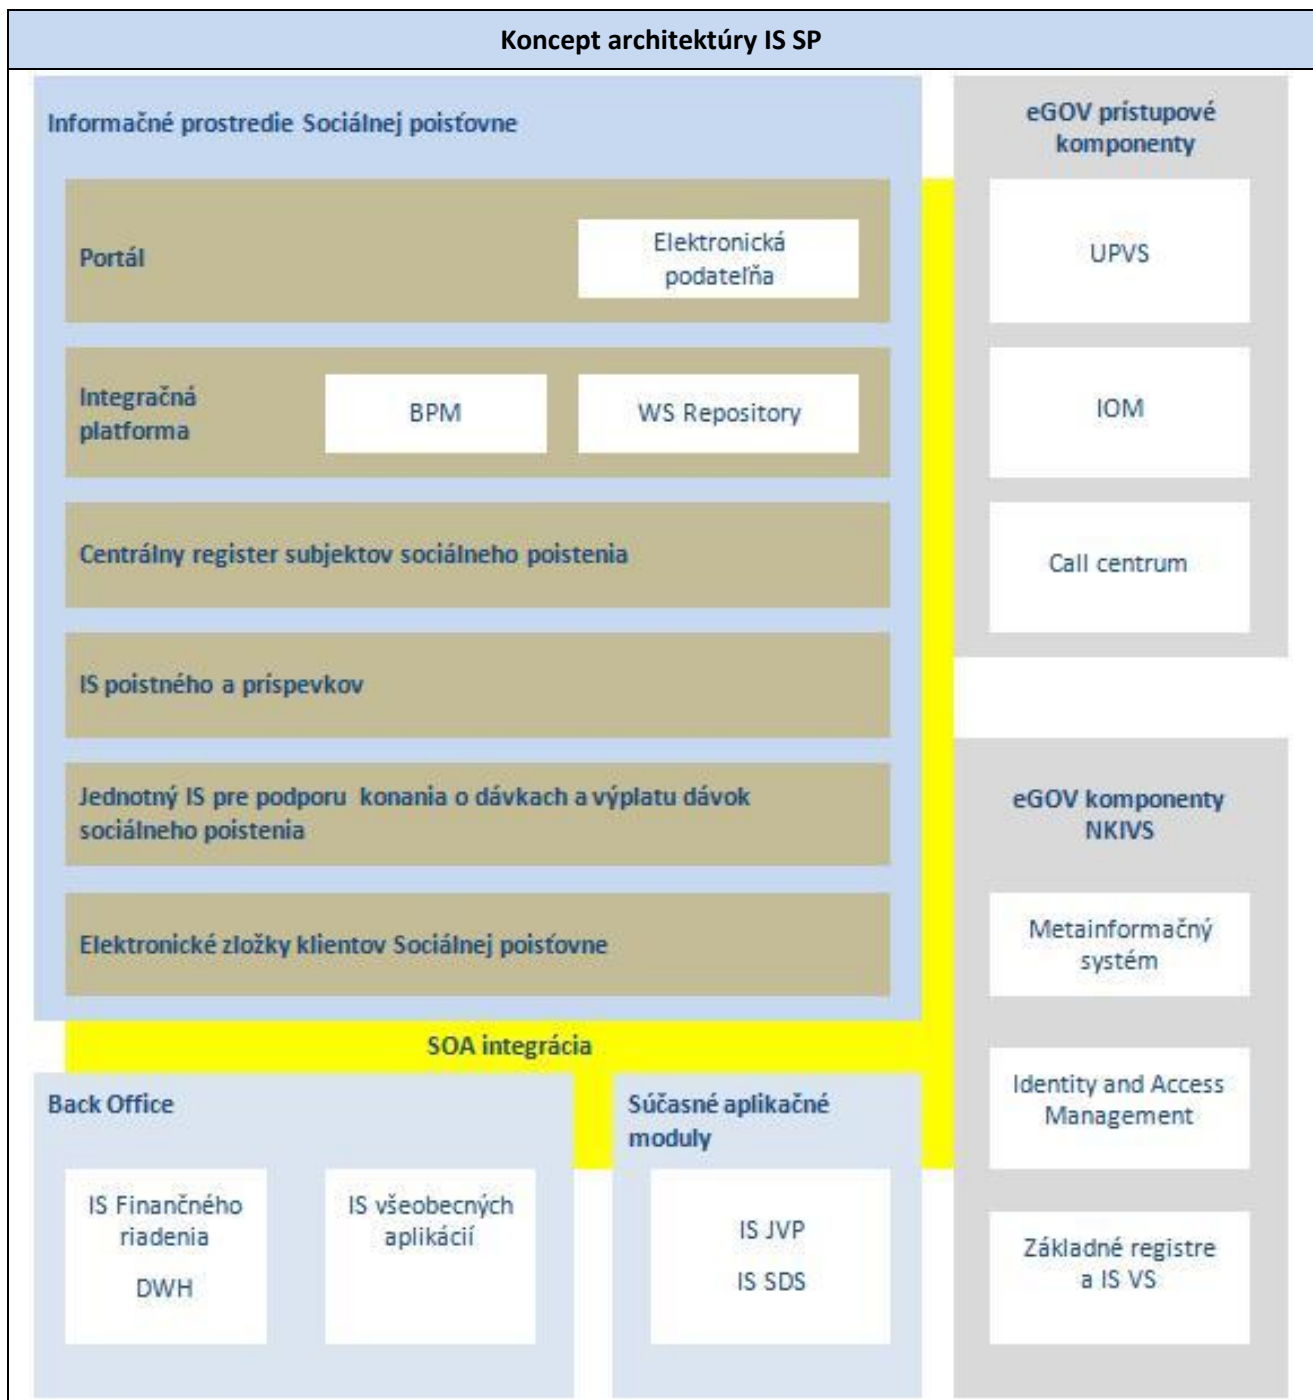 Koncept architektúry IS SP
Informačné prostredie Sociálnej poisťovne
Portál
Elektronická
podateľňa
Integračná
platforma
BPM
WS Repository
Centrálny register subjektov sociálneho poistenia
IS poistného a príspevkov
Jednotný IS pre podporu konania o dávkach a výplatu dávok
sociálneho poistenia
Elektronické zložky klientov Sociálnej poisťovne
SOA integrácia
Back Office
IS Finančného
riadenia
DWH
IS všeobecných
aplikácií
Súčasné aplikačné
moduly
IS JVP
IS SDS
eGOV prístupové
komponenty
UPVS
IOM
Call centrum
eGOV komponenty
NKIVS
Metainformačný
systém
Identity and Access
Management
Základné registre
a IS VS